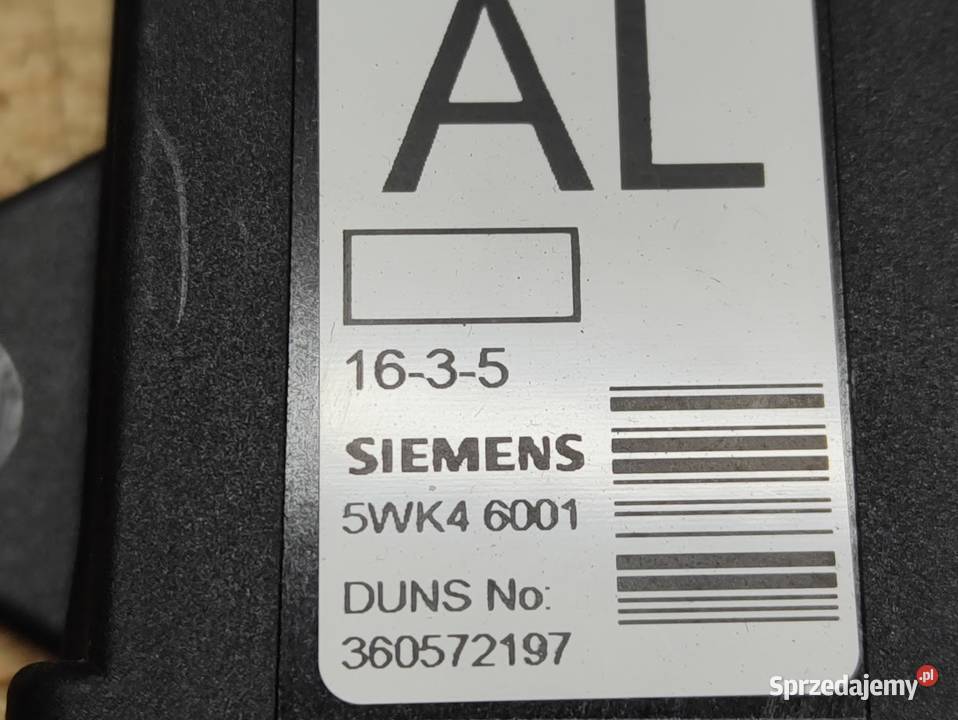 AL
16-3-5
SIEMENS
5WK4 6001
DUNS No:
360572197
Sprzedajemy.pl